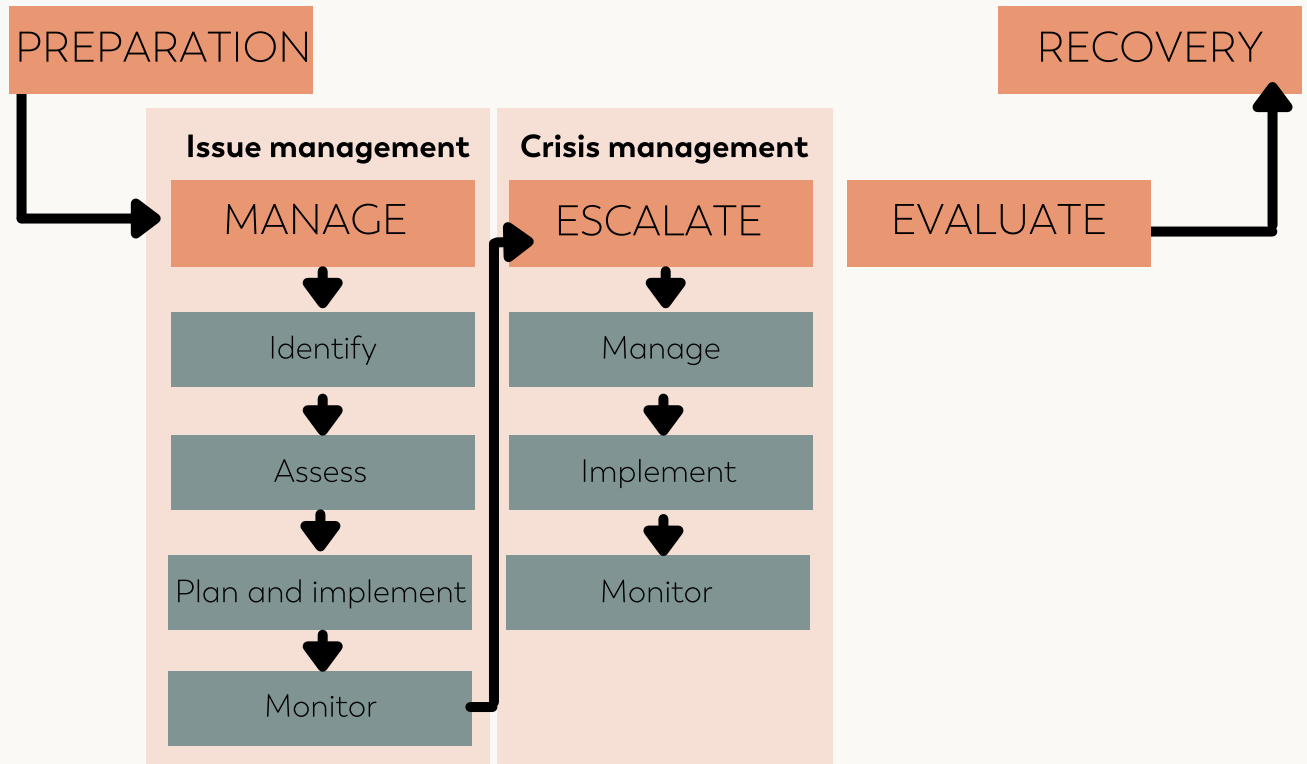 PREPARATION
RECOVERY
Issue management
Crisis management
MANAGE
ESCALATE
EVALUATE
Identify
Manage
Assess
Implement
Plan and implement
Monitor
Monitor